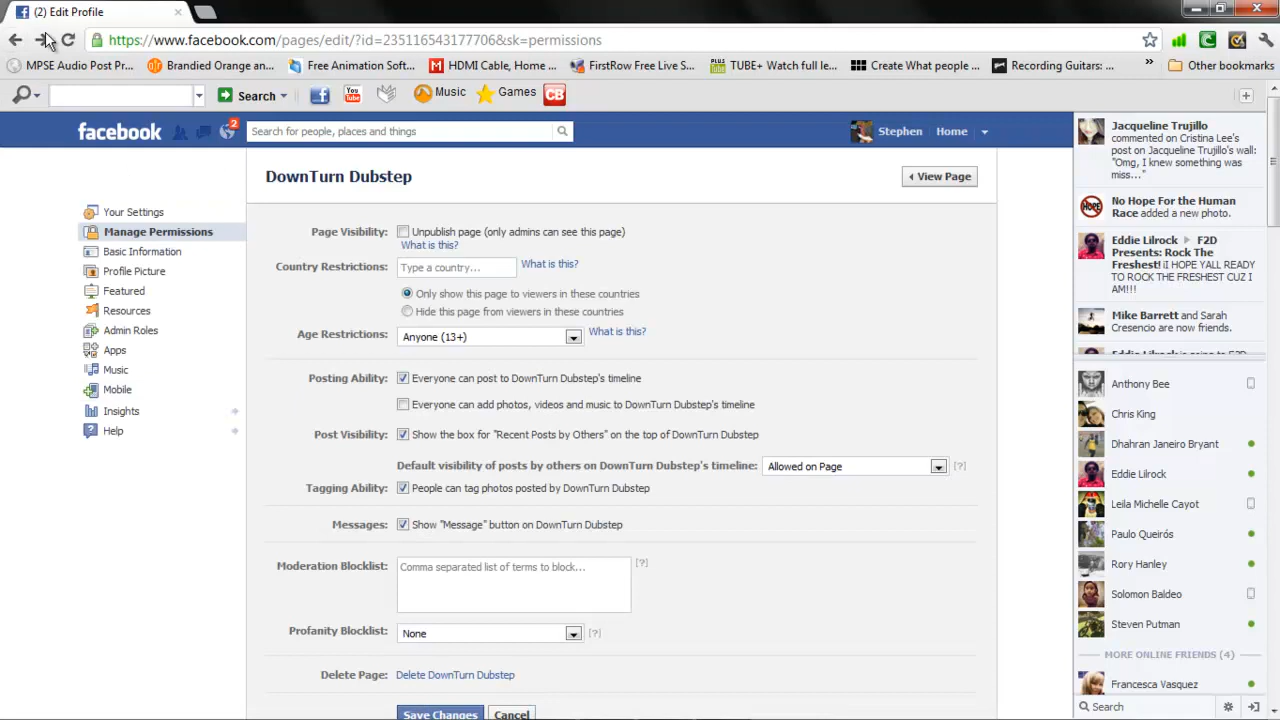 (2) Edit Profile
https://www.facebook.com/pages/edit/?id=235116543177706&sk=permissions
MPSE Audio Post Pr... Brandied Orange an... Free Animation Soft... HDMI Cable, Home ... FirstRow Free Live S... TUBE+ Watch full le... Create What people ... Recording Guitars: ... » Other bookmarks
Search Music Games CB
facebook 2 Search for people, places and things Stephen Home
DownTurn Dubstep View Page
Your Settings
Manage Permissions
Basic Information
Profile Picture
Featured
Resources
Admin Roles
Apps
Music
Mobile
Insights
Help
Page Visibility: Unpublish page (only admins can see this page)
What is this?
Country Restrictions: Type a country... What is this?
Only show this page to viewers in these countries
Hide this page from viewers in these countries
Age Restrictions: Anyone (13+) What is this?
Posting Ability: Everyone can post to DownTurn Dubstep's timeline
Everyone can add photos, videos and music to DownTurn Dubstep's timeline
Post Visibility: Show the box for "Recent Posts by Others" on the top of DownTurn Dubstep
Default visibility of posts by others on DownTurn Dubstep's timeline: Allowed on Page [?]
Tagging Ability: People can tag photos posted by DownTurn Dubstep
Messages: Show "Message" button on DownTurn Dubstep
Moderation Blocklist: Comma separated list of terms to block... [?]
Profanity Blocklist: None [?]
Delete Page: Delete DownTurn Dubstep
Save Changes Cancel
Jacqueline Trujillo
commented on Cristina Lee's
post on Jacqueline Trujillo's wall:
"Omg, I knew something was
miss..."
No Hope For the Human
Race added a new photo.
Eddie Lilrock ▶ F2D
Presents: Rock The
Freshest! iI HOPE YALL READY
TO ROCK THE FRESHEST CUZ I
AM!!!
Mike Barrett and Sarah
Cresencio are now friends.
Eddie Lilrock is going to F2D
Anthony Bee
Chris King
Dhahran Janeiro Bryant
Eddie Lilrock
Leila Michelle Cayot
Paulo Queirós
Rory Hanley
Solomon Baldeo
Steven Putman
MORE ONLINE FRIENDS (4)
Francesca Vasquez
Search